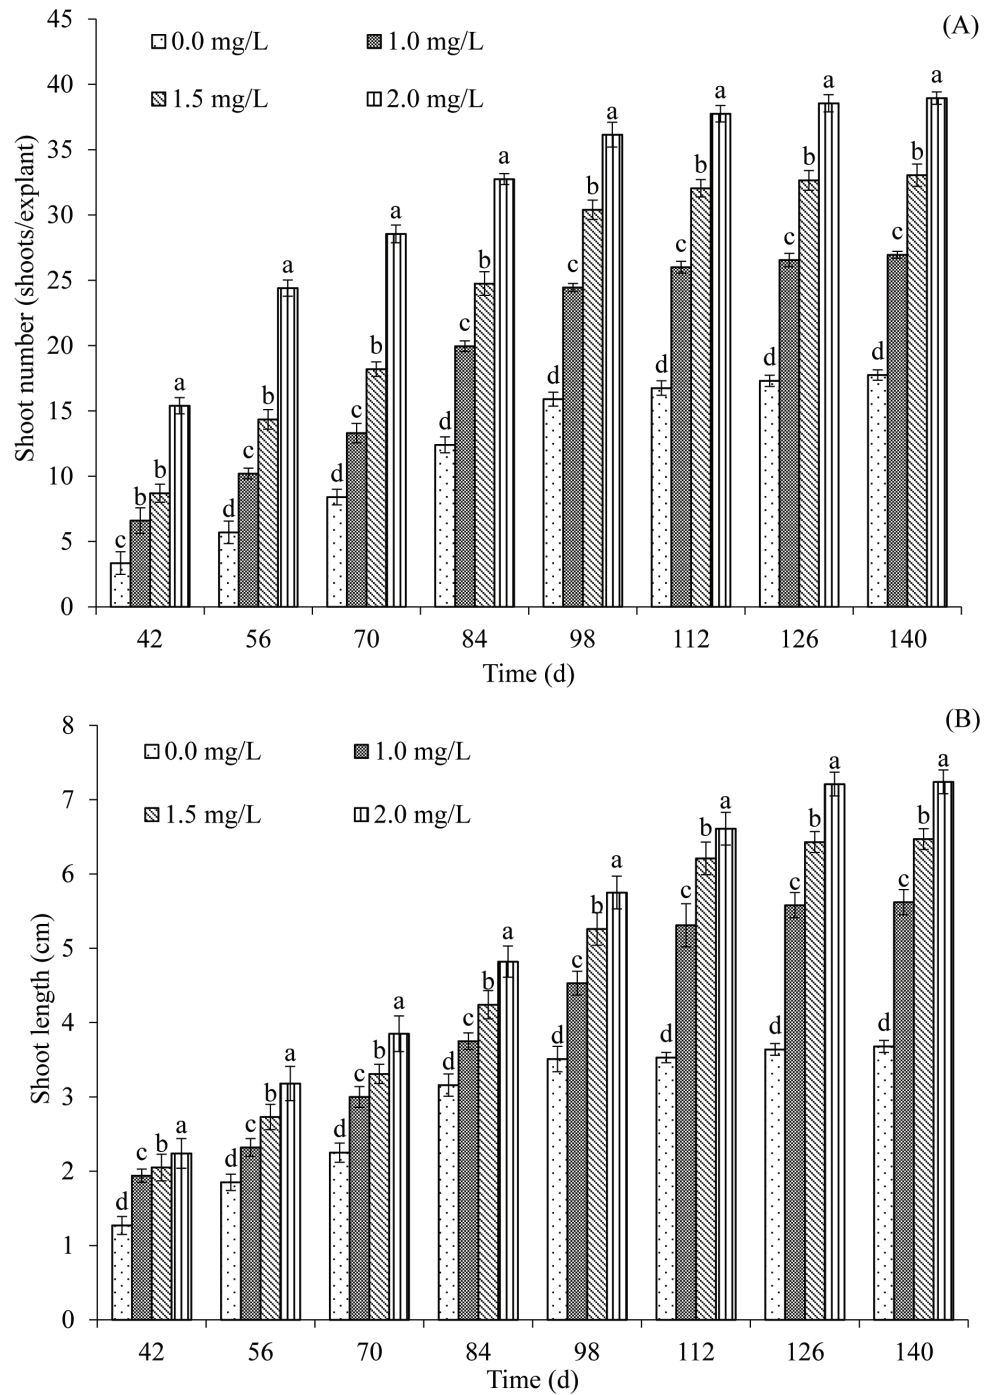 (A)
45
0.0 mg/L 1.0 mg/L
40
1.5 mg/L 2.0 mg/L
35
30
25
20
15
10
5
0
Shoot number (shoots/explant)
c b b a
d c b a
d c b a
d c b a
d c b a
d c b a
d c b a
d c b a
42 56 70 84 98 112 126 140
Time (d)
(B)
8
0.0 mg/L 1.0 mg/L
7
1.5 mg/L 2.0 mg/L
6
5
4
3
2
1
0
Shoot length (cm)
d c b a
d c b a
d c b a
d c b a
d c b a
d c b a
d c b a
d c b a
42 56 70 84 98 112 126 140
Time (d)